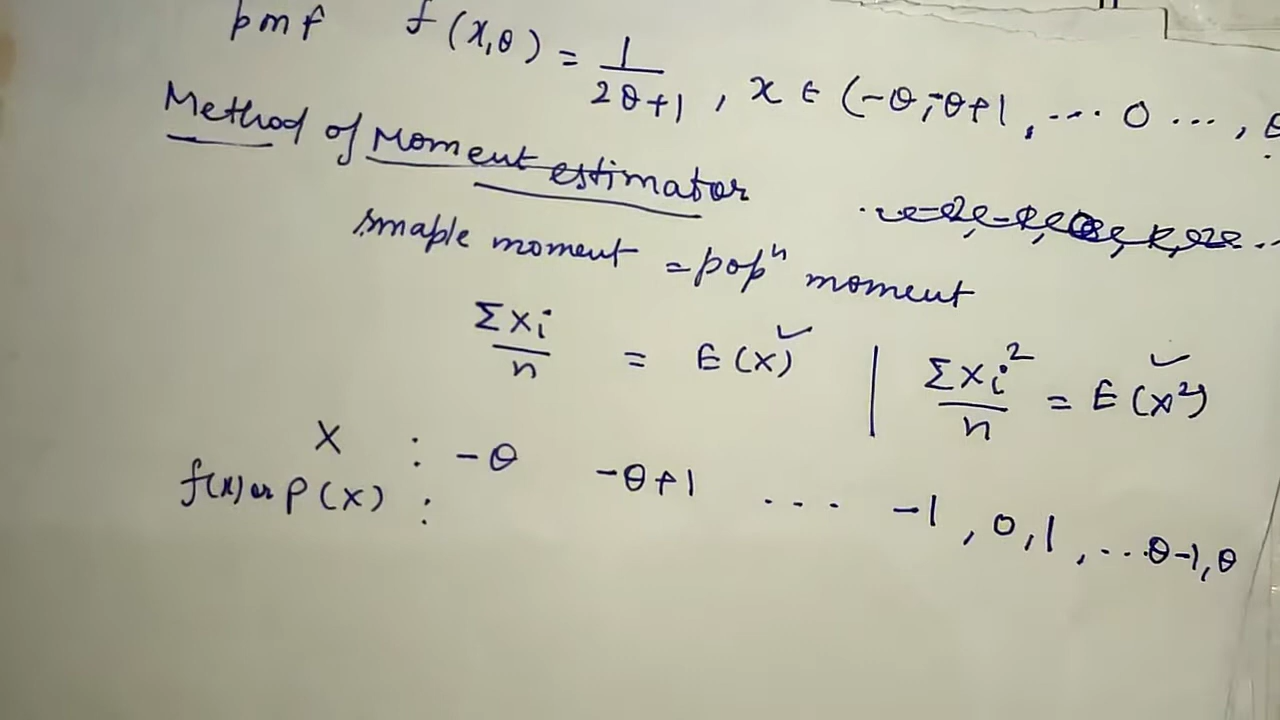 pmf f(x,θ) = 1/(2θ+1), x ∈ (-θ,-θ+1, ... 0 ...,
Method of Moment estimator
smaple moment = popⁿ moment
Σxi/n = E(x) ✓ | Σxi²/n = E(x²) ✓
X : -θ -θ+1 ... -1, 0, 1, ... θ-1, θ
f(x) or P(X) :